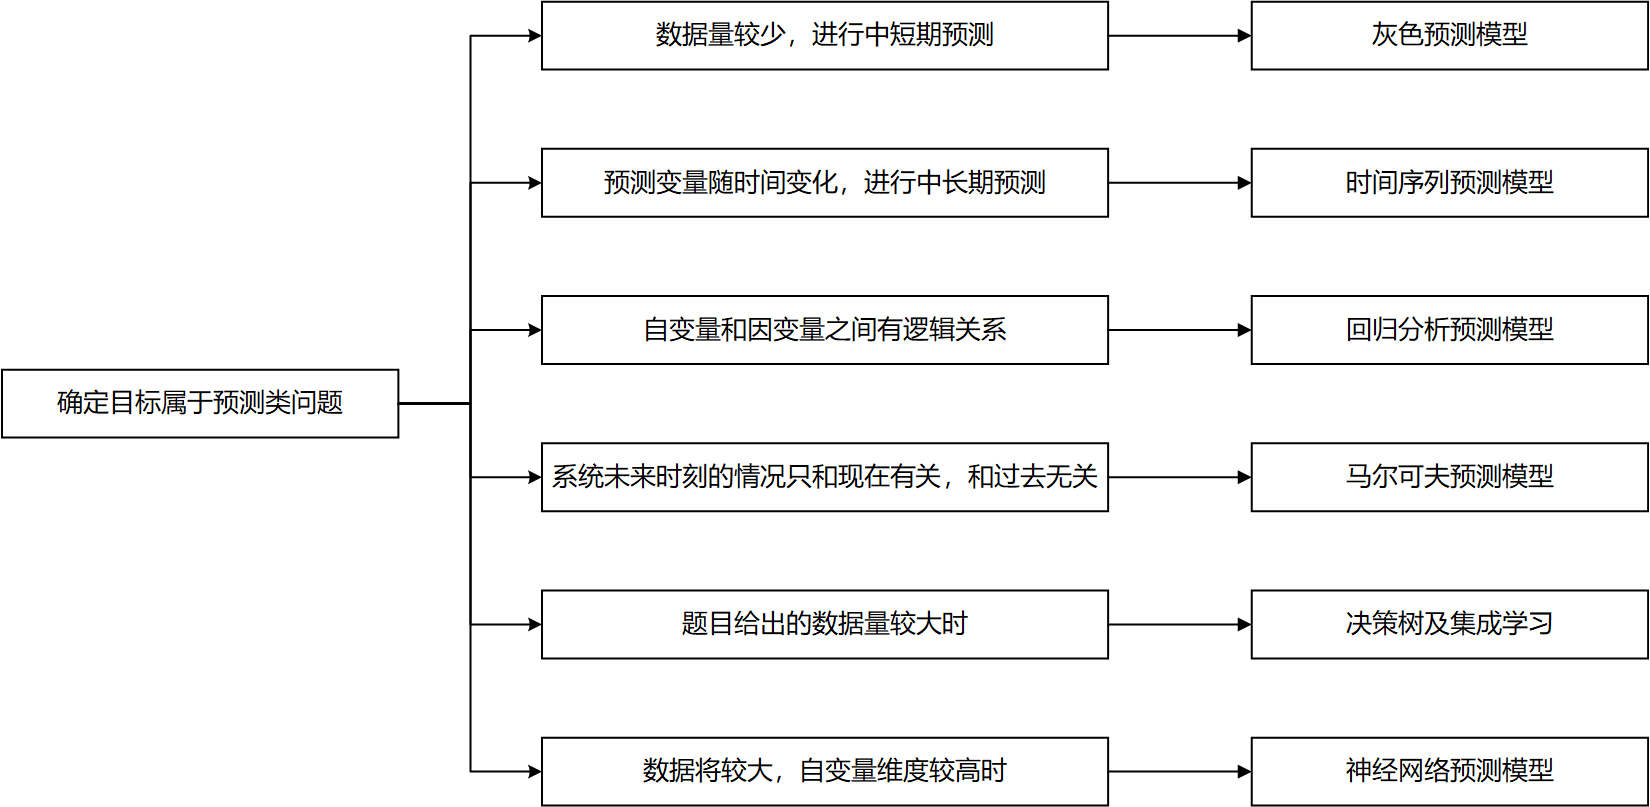 数据量较少，进行中短期预测
灰色预测模型
预测变量随时间变化，进行中长期预测
时间序列预测模型
自变量和因变量之间有逻辑关系
回归分析预测模型
确定目标属于预测类问题
系统未来时刻的情况只和现在有关，和过去无关
马尔可夫预测模型
题目给出的数据量较大时
决策树及集成学习
数据将较大，自变量维度较高时
神经网络预测模型